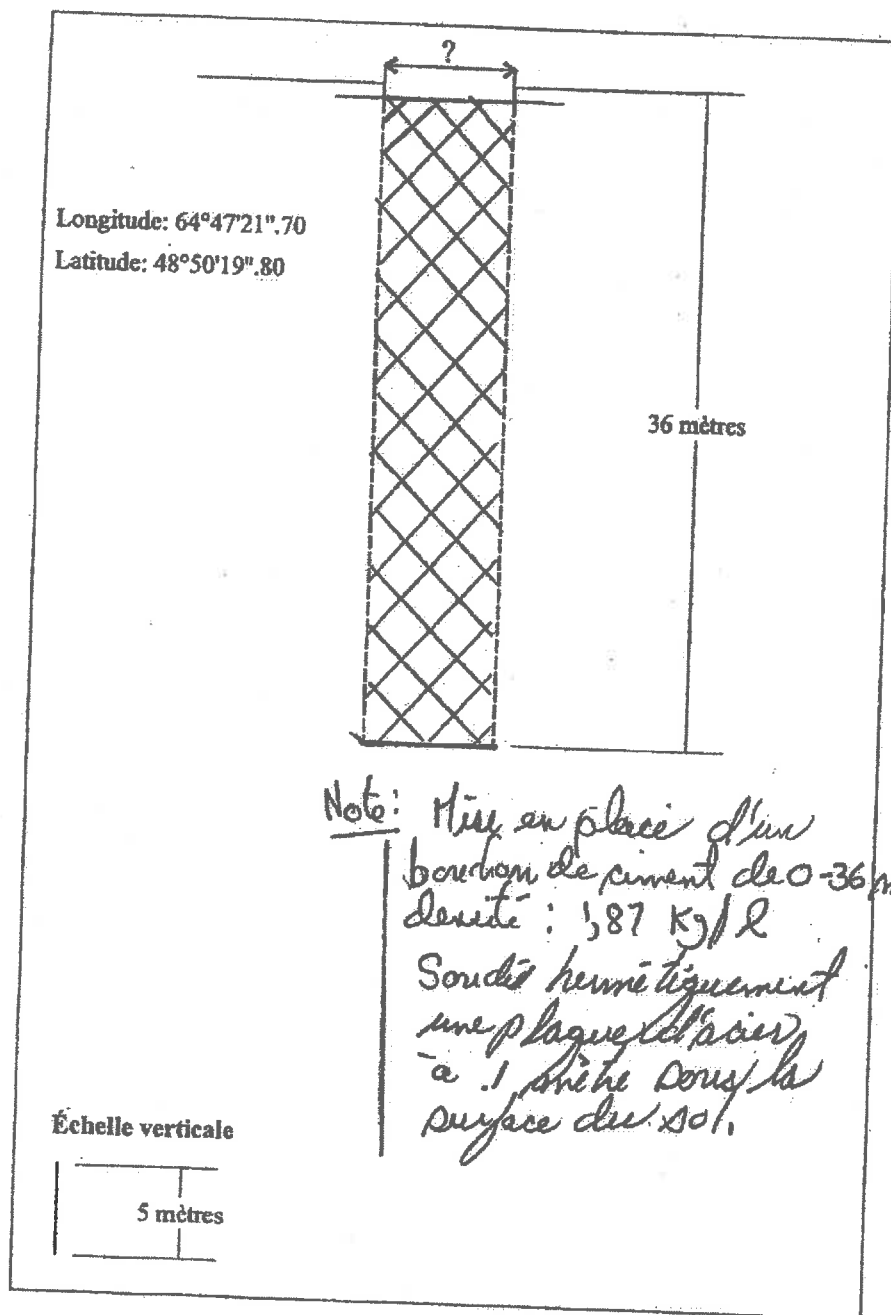 ?
Longitude: 64°47'21".70
Latitude: 48°50'19".80
36 mètres
Note: Mise en place d'un
bouchon de ciment de 0-36 m
densité : 1,87 Kg/l
Soudés hermétiquement
une plaque d'acier
à 1 mètre sous la
surface du sol.
Échelle verticale
5 mètres